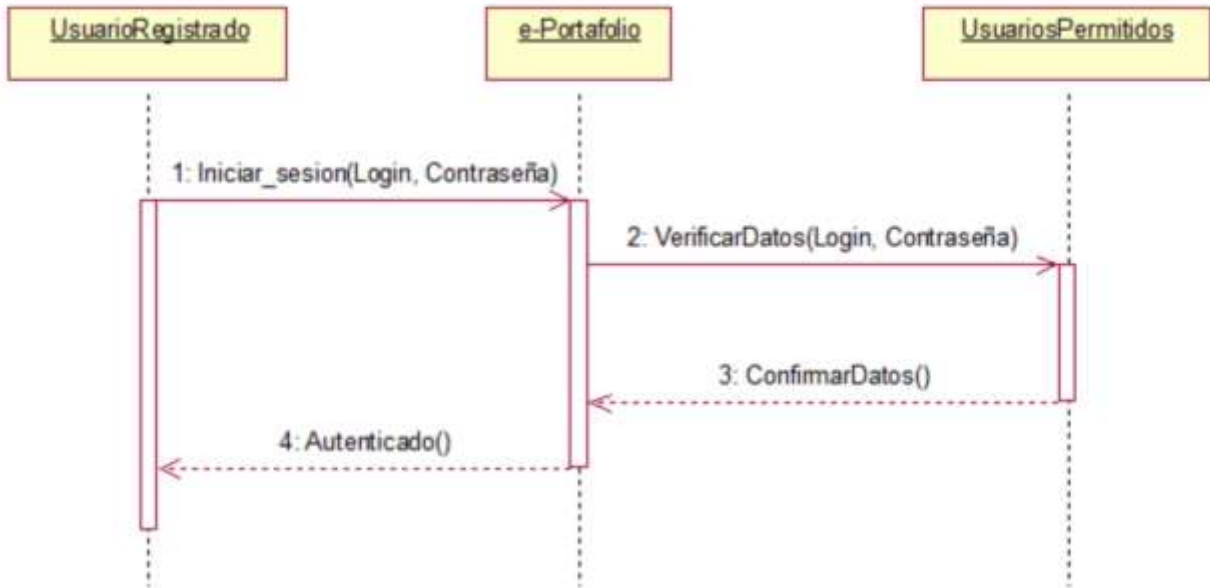 UsuarioRegistrado
e-Portafolio
UsuariosPermitidos
1: Iniciar_sesion(Login, Contraseña)
2: VerificarDatos(Login, Contraseña)
3: ConfirmarDatos()
4: Autenticado()